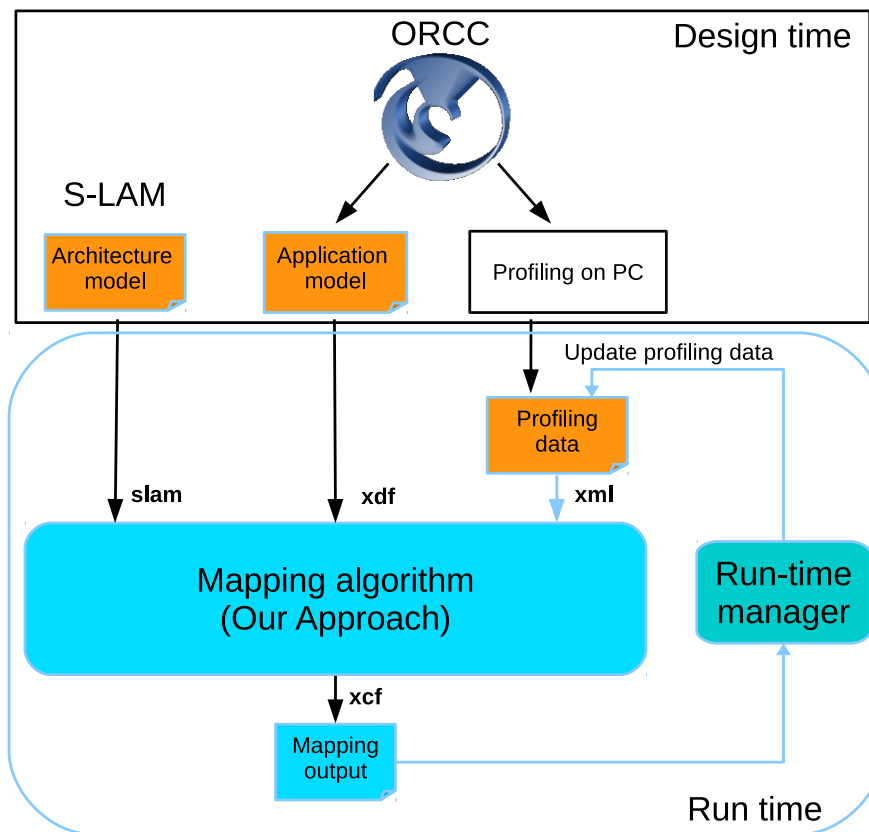 ORCC
Design time
S-LAM
Architecture
model
Application
model
Profiling on PC
Update profiling data
Profiling
data
slam
xdf
xml
Mapping algorithm
(Our Approach)
Run-time
manager
xcf
Mapping
output
Run time